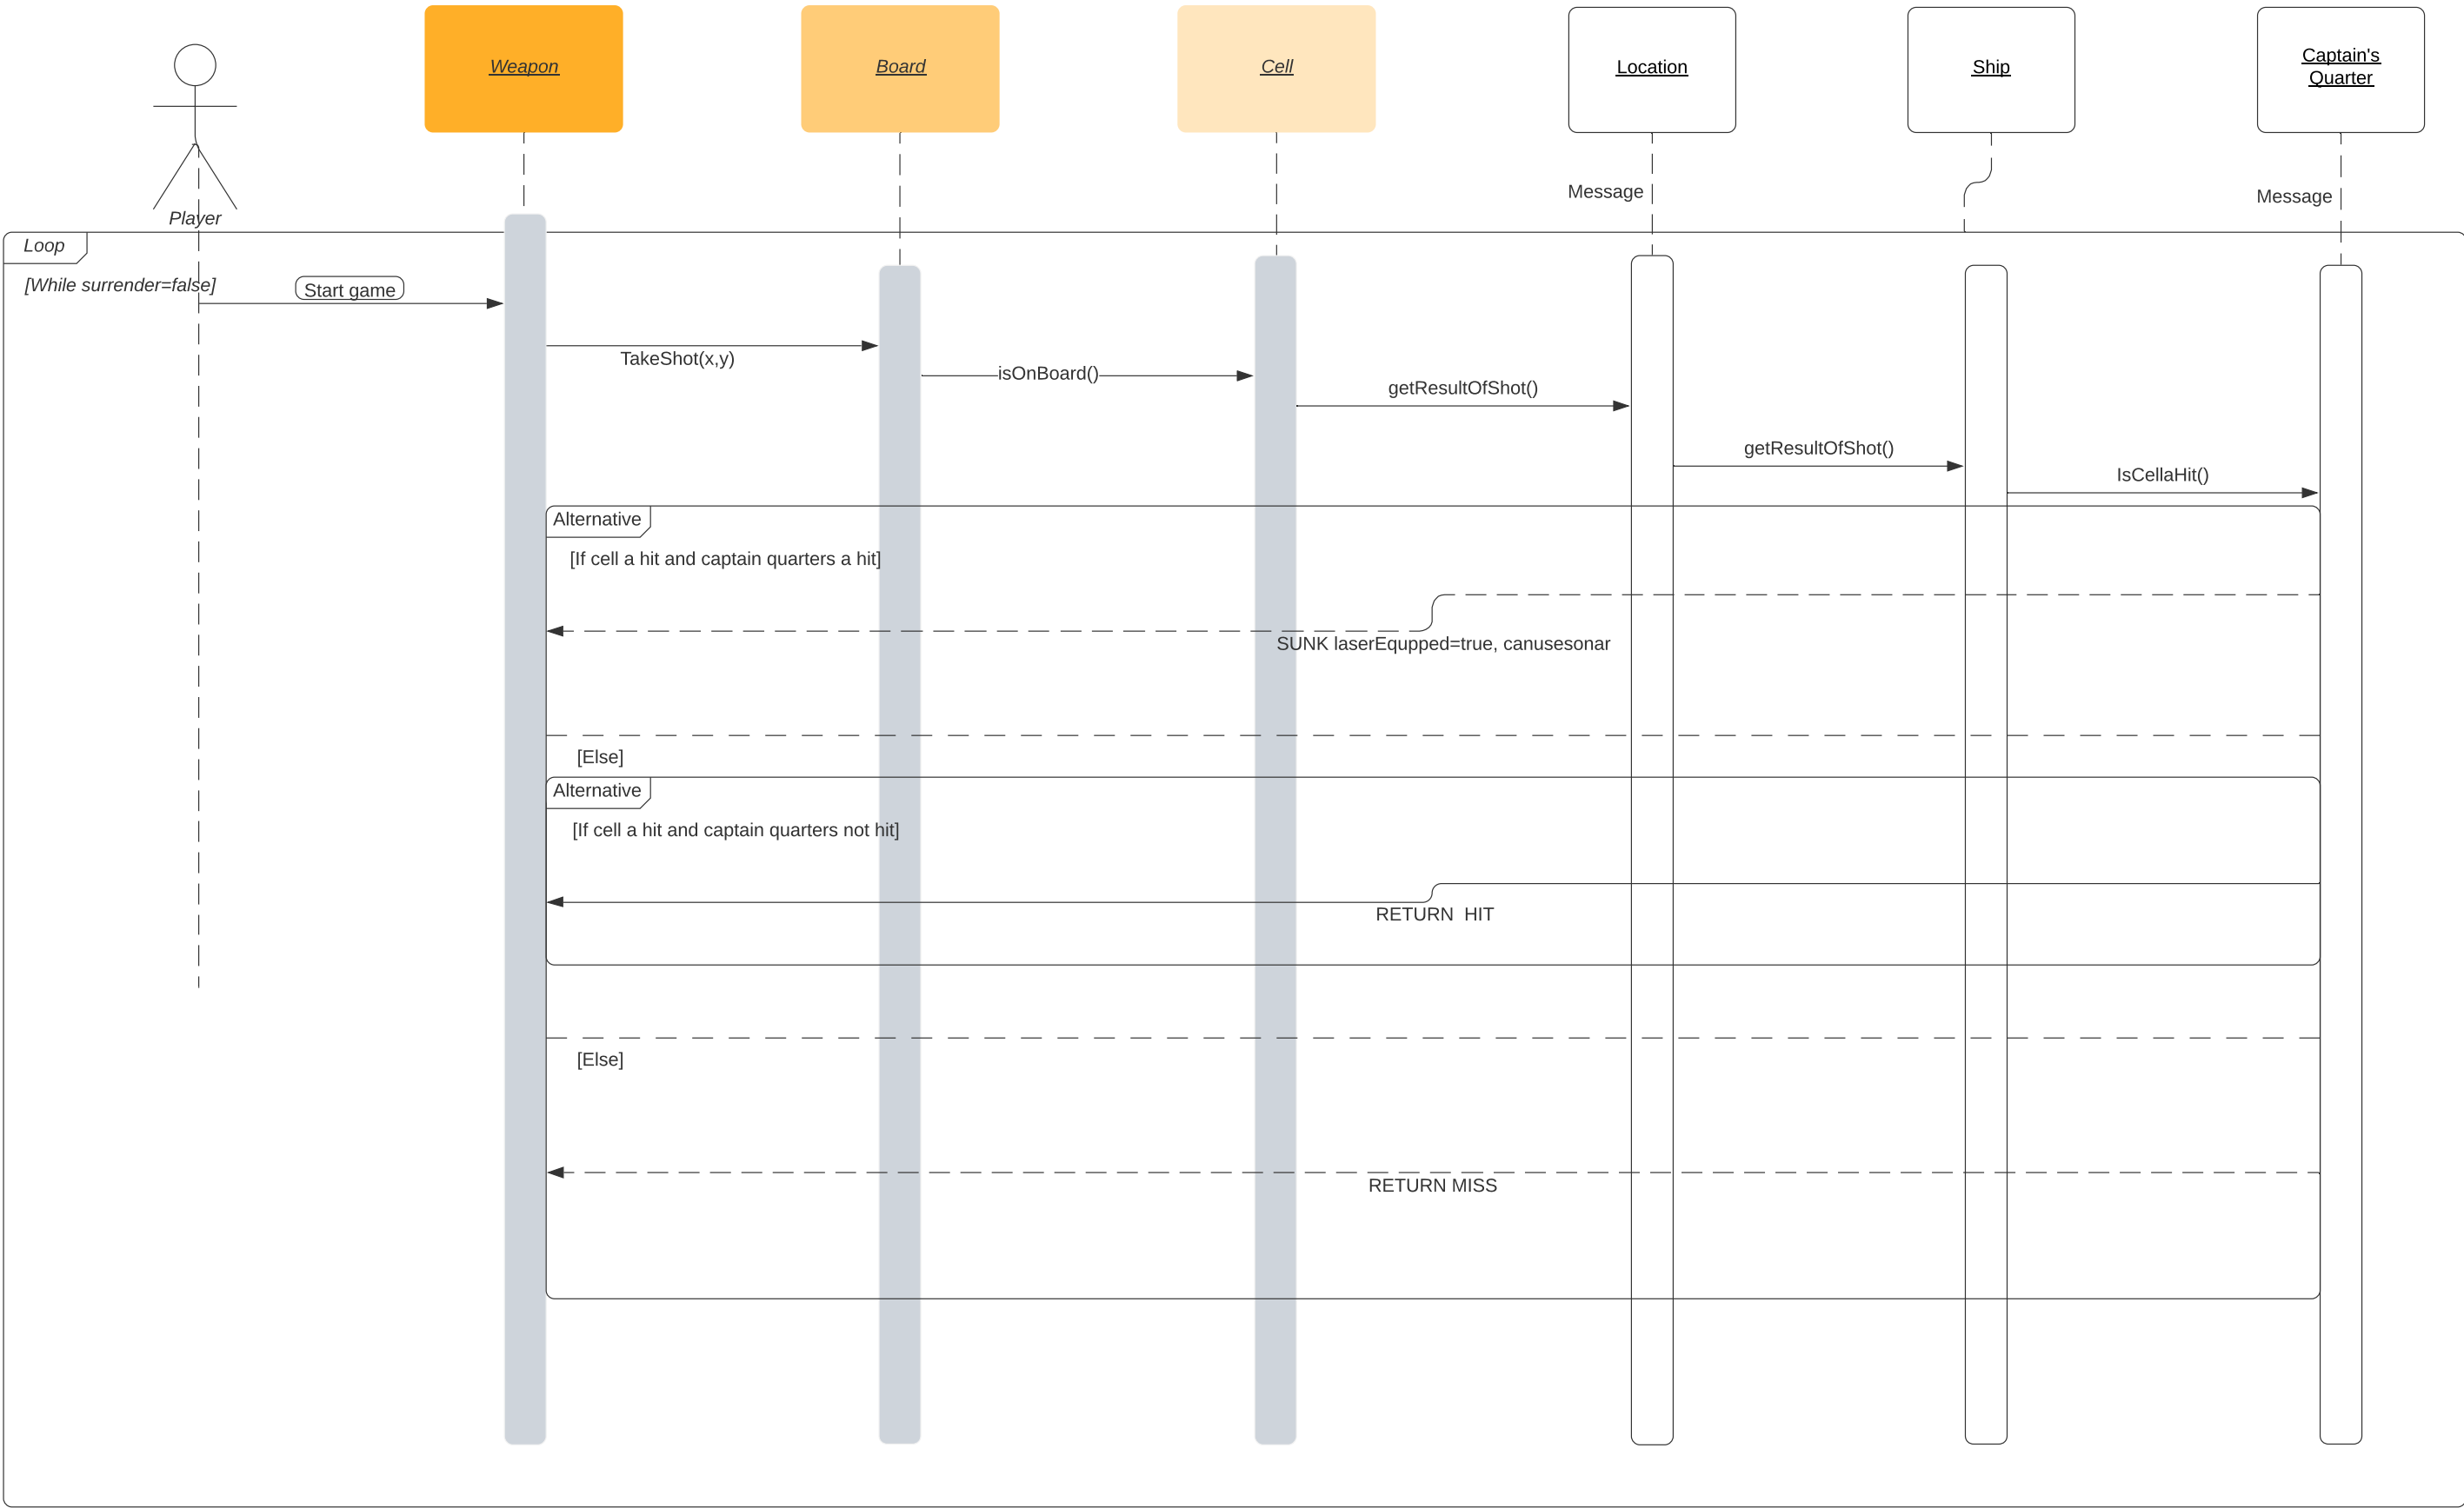 Weapon
Board
Cell
Location
Ship
Captain's
Quarter
Message
Message
Player
Loop
[While surrender=false]
Start game
TakeShot(x,y)
isOnBoard()
getResultOfShot()
getResultOfShot()
IsCellaHit()
Alternative
[If cell a hit and captain quarters a hit]
SUNK laserEqupped=true, canusesonar
[Else]
Alternative
[If cell a hit and captain quarters not hit]
RETURN  HIT
[Else]
RETURN MISS